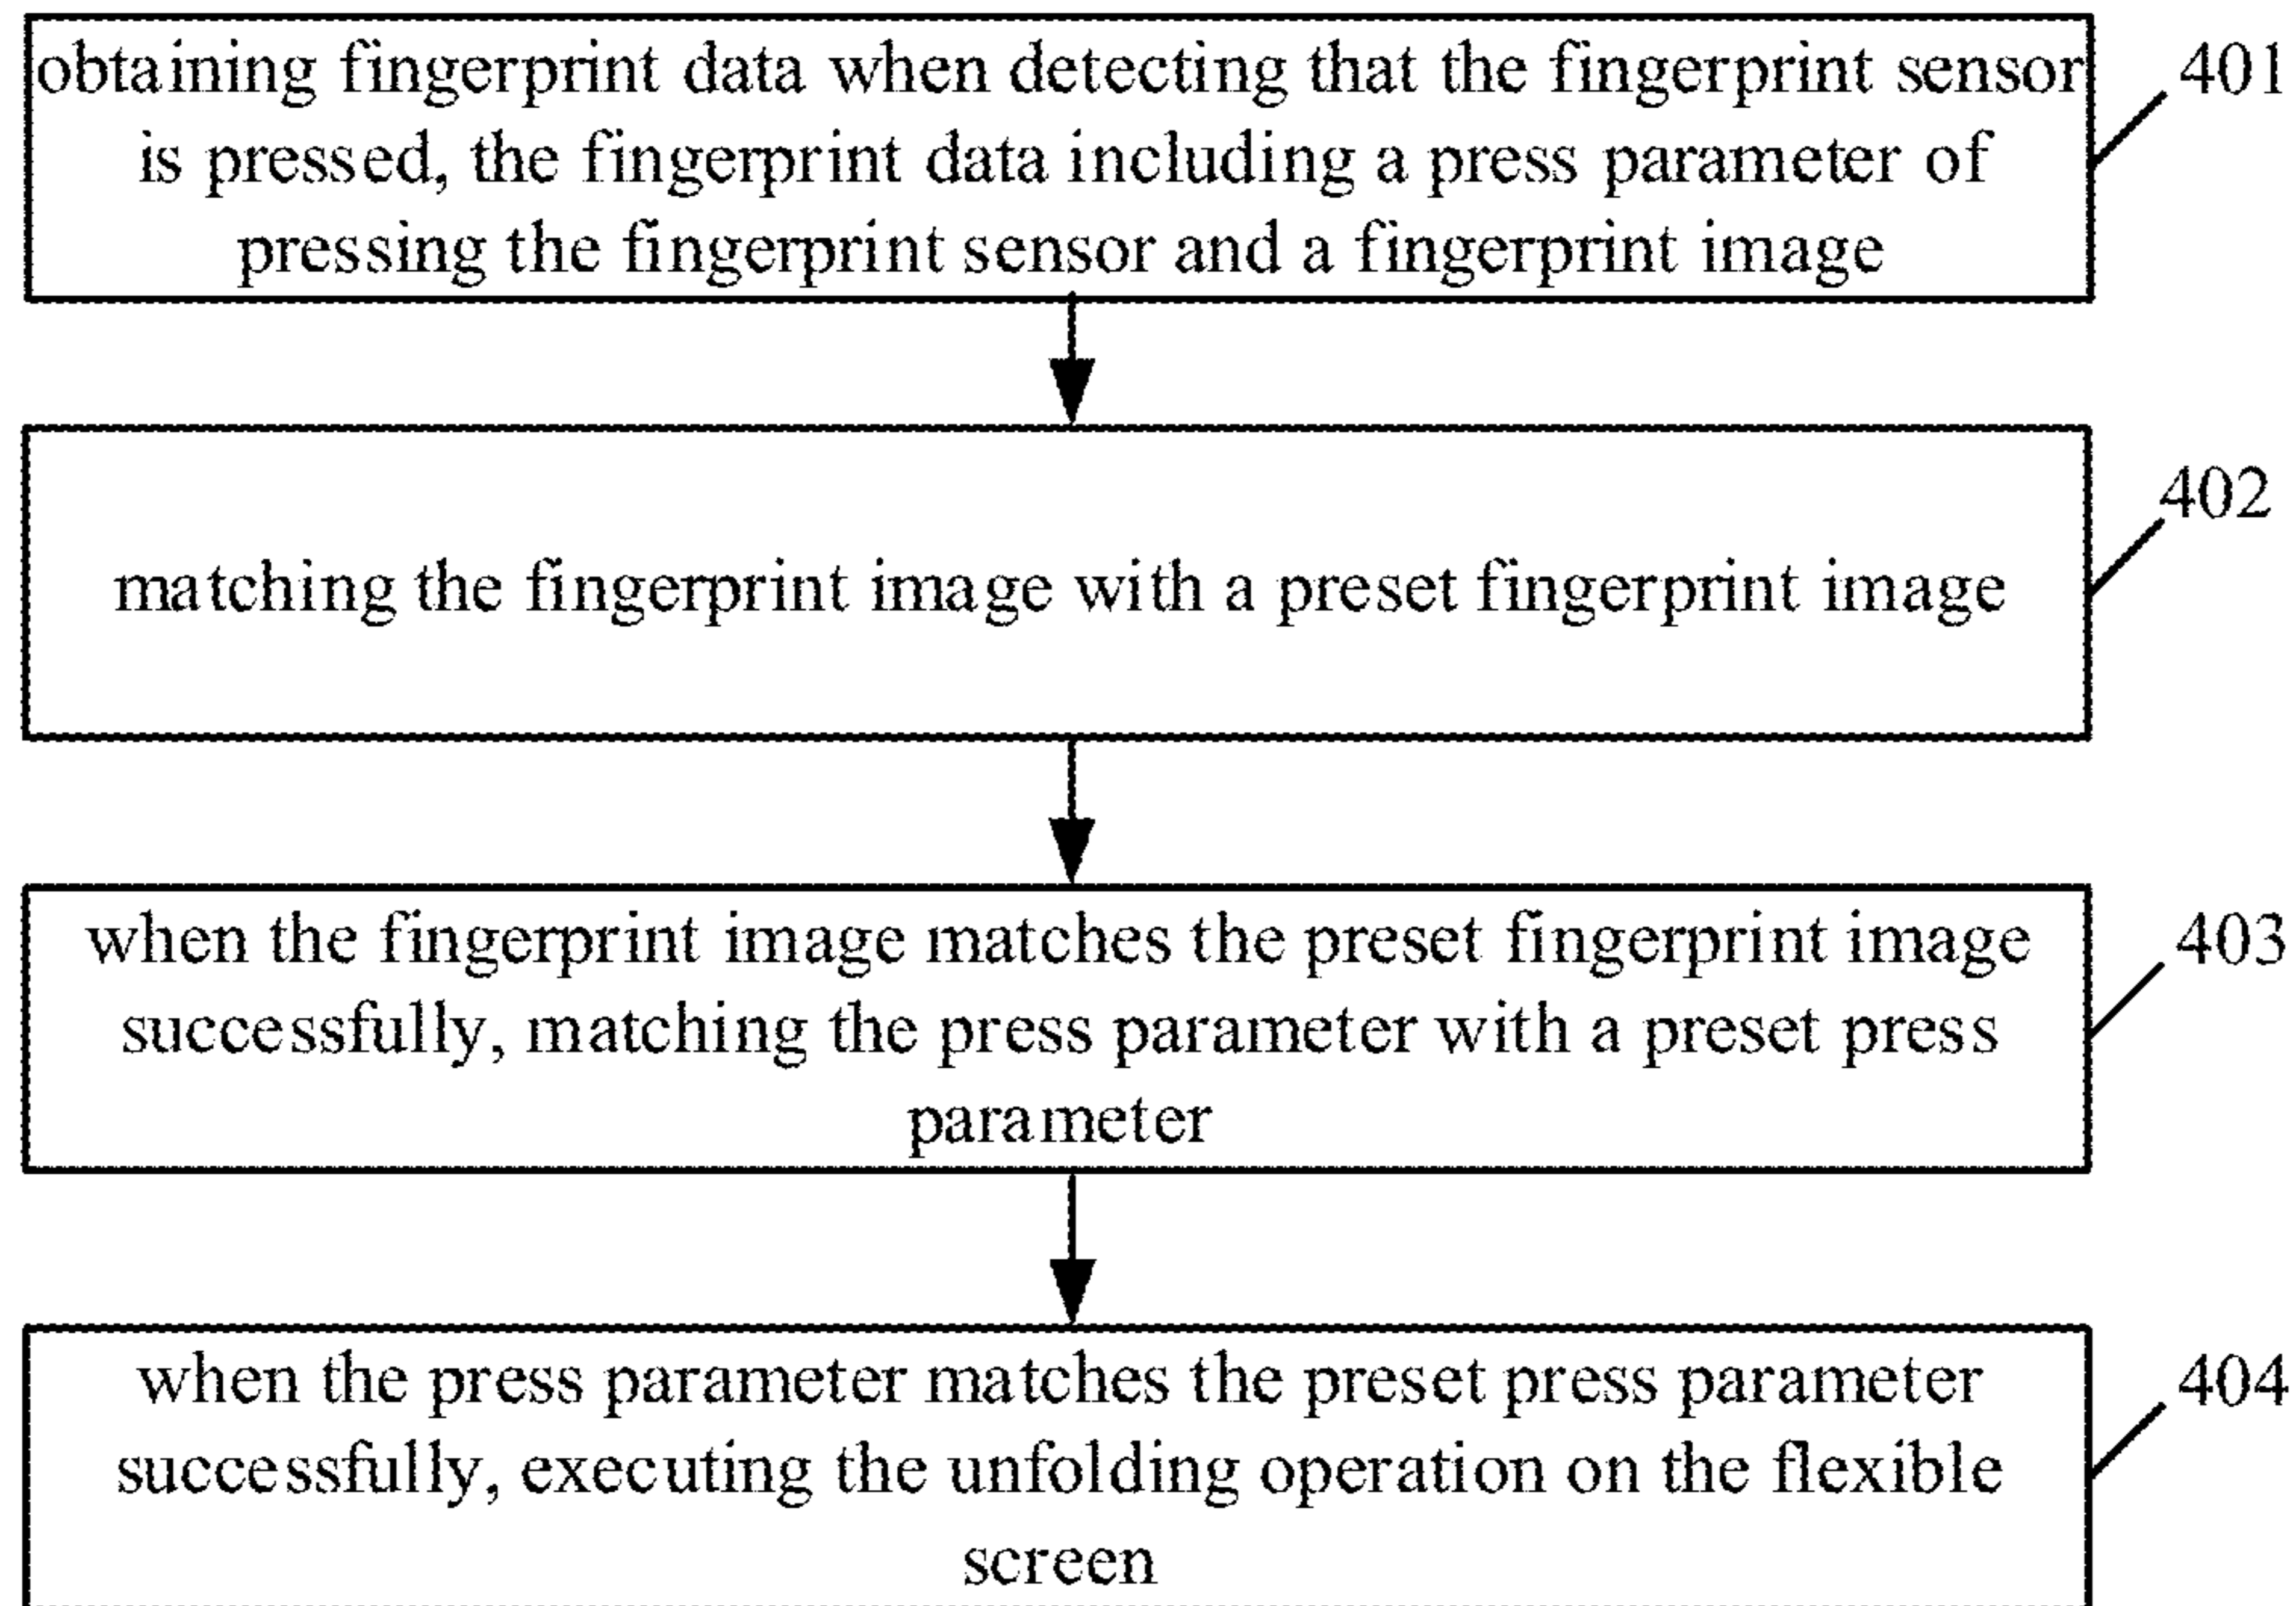 obtaining fingerprint data when detecting that the fingerprint sensor
is pressed, the fingerprint data including a press parameter of
pressing the fingerprint sensor and a fingerprint image
401
matching the fingerprint image with a preset fingerprint image
402
when the fingerprint image matches the preset fingerprint image
successfully, matching the press parameter with a preset press
parameter
403
when the press parameter matches the preset press parameter
successfully, executing the unfolding operation on the flexible
screen
404